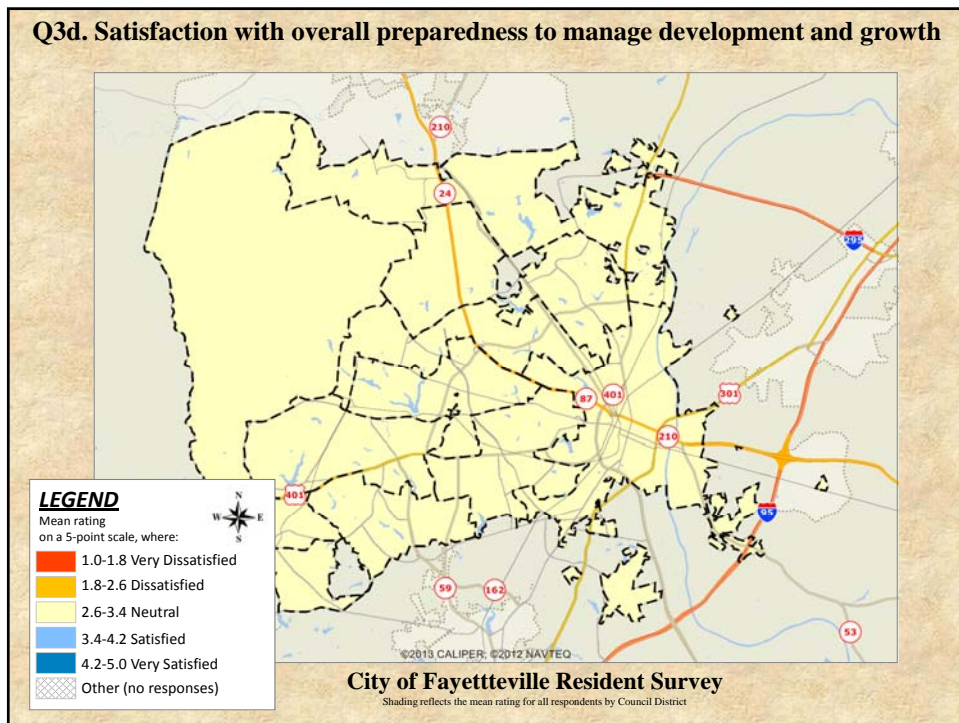 Q3d. Satisfaction with overall preparedness to manage development and growth
210
24
295
87
401
301
210
401
95
59
162
53
LEGEND
Mean rating
on a 5-point scale, where:
N
W E
S
1.0-1.8 Very Dissatisfied
1.8-2.6 Dissatisfied
2.6-3.4 Neutral
3.4-4.2 Satisfied
4.2-5.0 Very Satisfied
Other (no responses)
©2013 CALIPER; ©2012 NAVTEQ
City of Fayettteville Resident Survey
Shading reflects the mean rating for all respondents by Council District